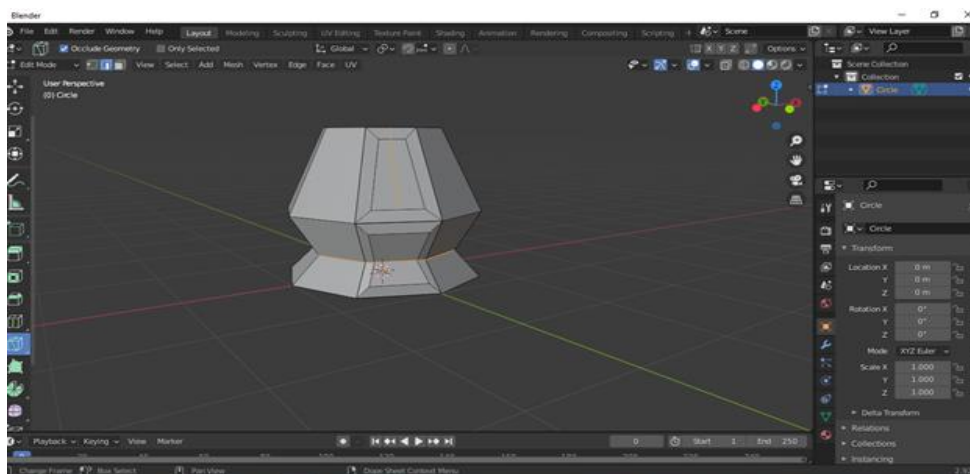 Blender
File Edit Render Window Help Layout Modeling Sculpting UV Editing Texture Paint Shading Animation Rendering Compositing Scripting + Scene View Layer
Occlude Geometry Only Selected Global X Y Z Options
Edit Mode View Select Add Mesh Vertex Edge Face UV Scene Collection
Collection
User Perspective
(0) Circle
Circle
Z
Y
Circle
Circle
Transform
Location X 0 m
Y 0 m
Z 0 m
Rotation X 0°
Y 0°
Z 0°
Mode XYZ Euler
Scale X 1.000
Y 1.000
Z 1.000
Delta Transform
Relations
Collections
Instancing
Playback Keying View Marker 0 Start 1 End 250
Change Frame Box Select Pan View Dope Sheet Context Menu